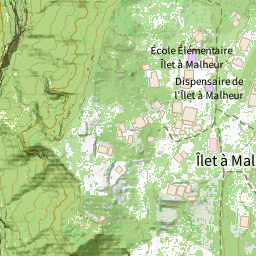 École Élémentaire
Îlet à Malheur
Dispensaire de
l'Îlet à Malheur
Îlet à Mal